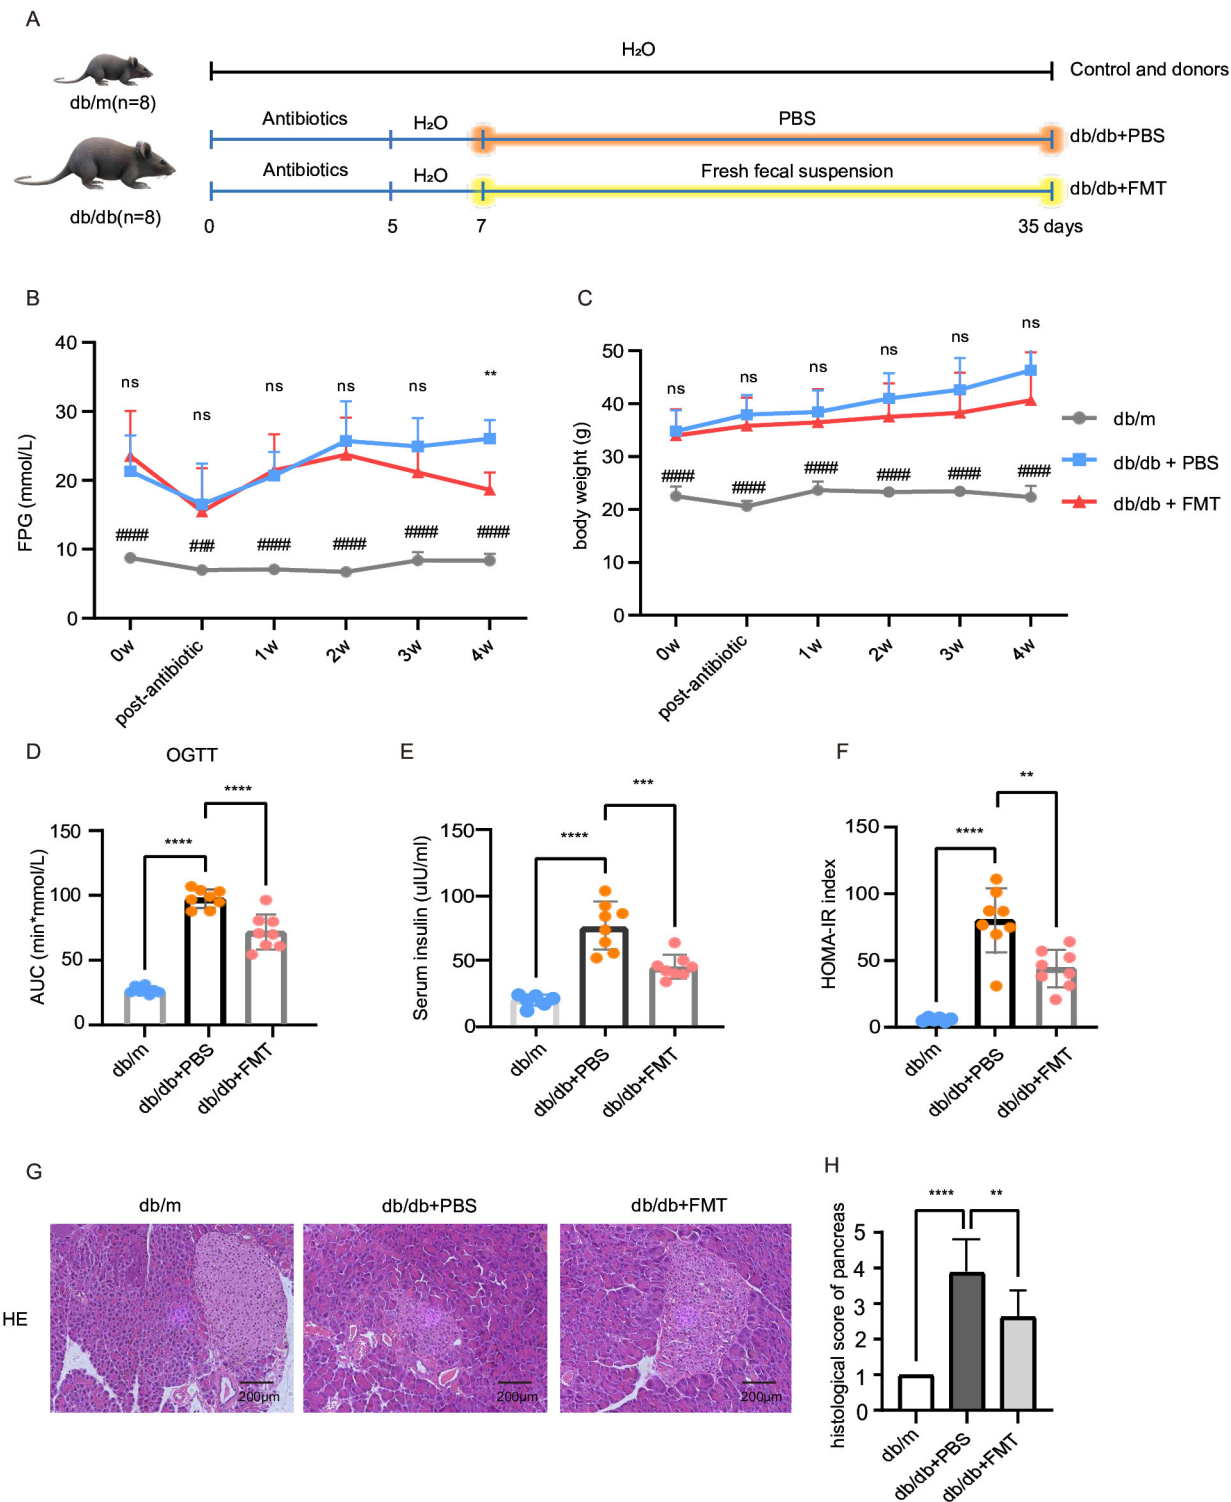 A
H₂O
Control and donors
db/m(n=8)
Antibiotics
H₂O
PBS
db/db+PBS
Antibiotics
H₂O
Fresh fecal suspension
db/db+FMT
db/db(n=8)
0
5
7
35 days
B
FPG (mmol/L)
40
30
20
10
0
ns
ns
ns
ns
ns
**
####
###
####
####
####
####
0w
post-antibiotic
1w
2w
3w
4w
C
body weight (g)
50
40
30
20
10
0
ns
ns
ns
ns
ns
ns
####
####
####
####
####
####
0w
post-antibiotic
1w
2w
3w
4w
db/m
db/db + PBS
db/db + FMT
D
OGTT
AUC (min*mmol/L)
150
100
50
0
****
****
db/m
db/db+PBS
db/db+FMT
E
Serum insulin (uIU/ml)
150
100
50
0
****
***
db/m
db/db+PBS
db/db+FMT
F
HOMA-IR index
150
100
50
0
****
**
db/m
db/db+PBS
db/db+FMT
G
db/m
db/db+PBS
db/db+FMT
HE
200μm
200μm
200μm
H
histological score of pancreas
5
4
3
2
1
0
****
**
db/m
db/db+PBS
db/db+FMT